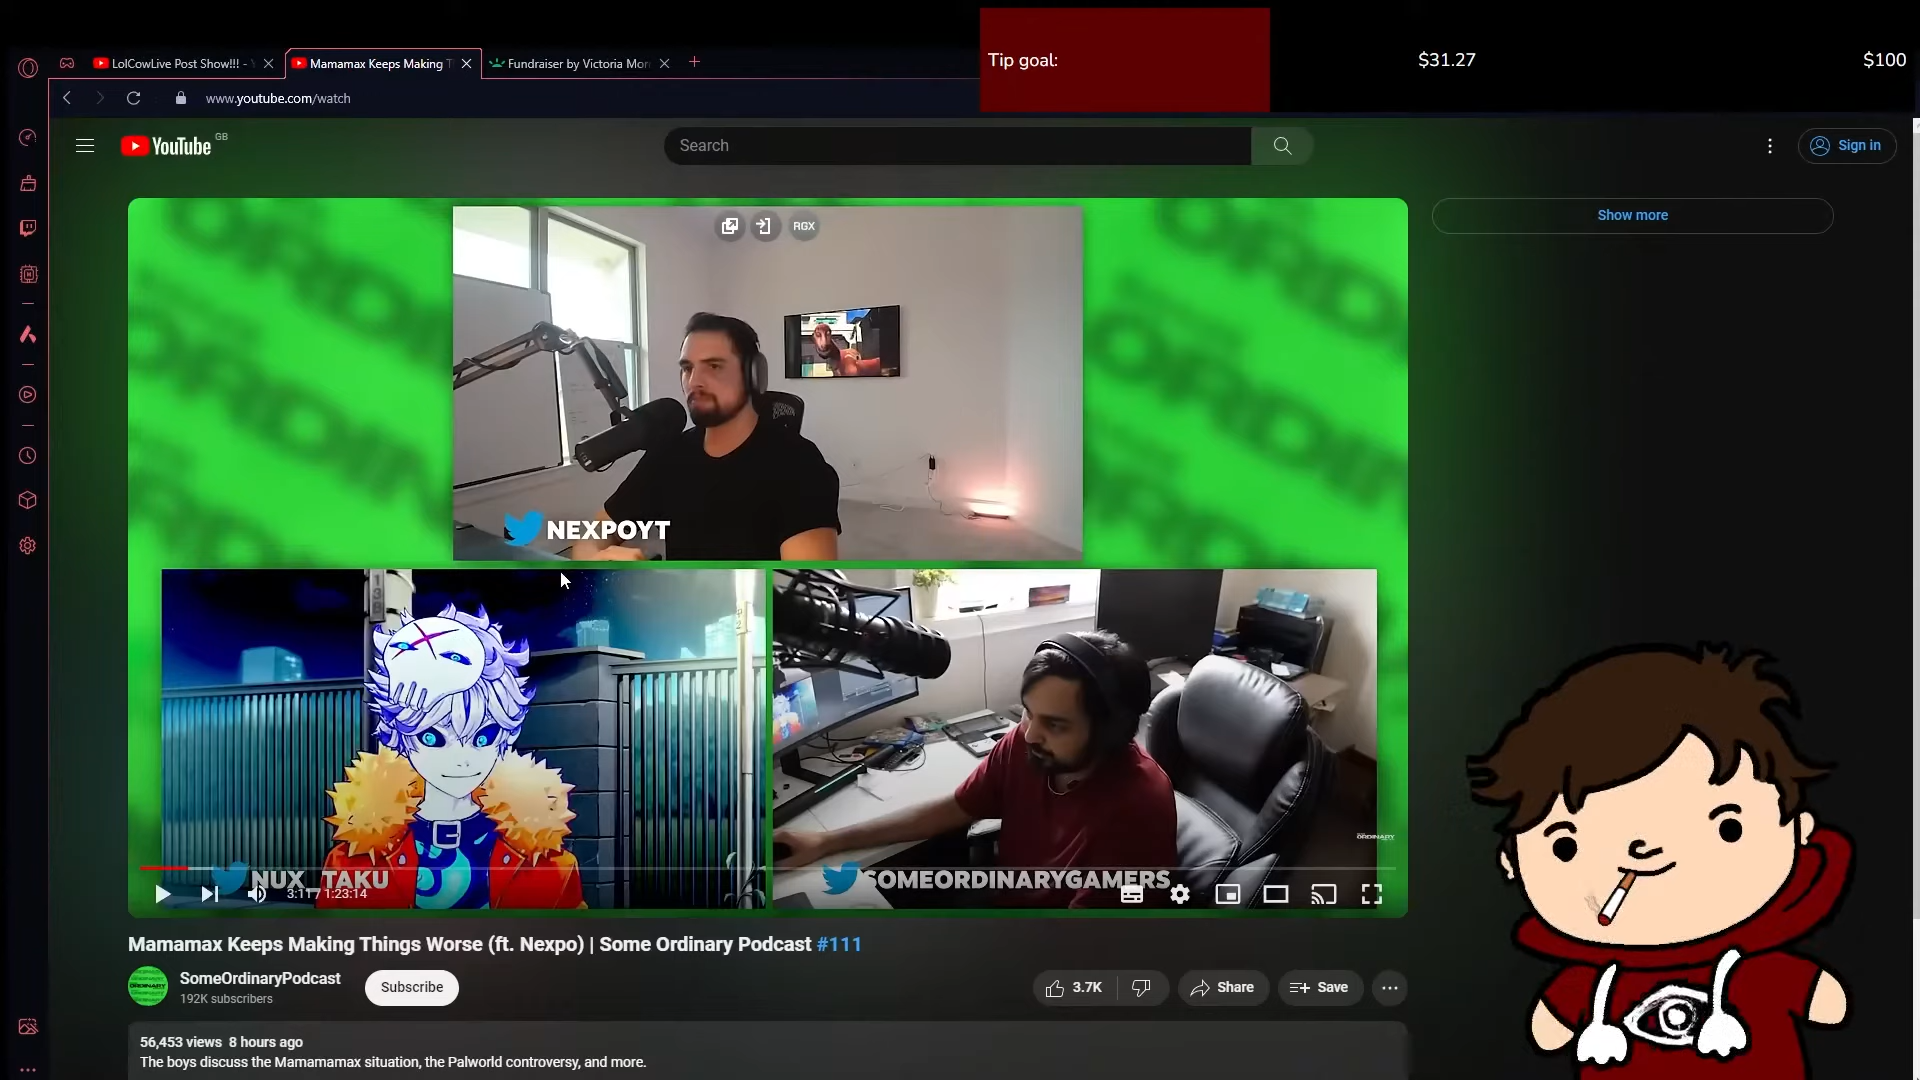 Tip goal:
$31.27
$100
LolCowLive Post Show!!! -
Mamamax Keeps Making T
Fundraiser by Victoria Mor
www.youtube.com/watch
YouTube
GB
Search
Sign in
Show more
RGX
NEXPOYT
NUX_TAKU
SOMEORDINARYGAMERS
ORDINARY
3:11 / 1:23:14
Mamamax Keeps Making Things Worse (ft. Nexpo) | Some Ordinary Podcast #111
SomeOrdinaryPodcast
192K subscribers
Subscribe
3.7K
Share
Save
56,453 views 8 hours ago
The boys discuss the Mamamamax situation, the Palworld controversy, and more.